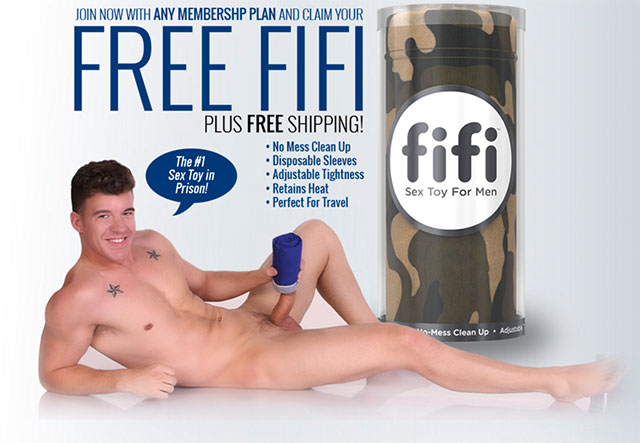 JOIN NOW WITH ANY MEMBERSHP PLAN AND CLAIM YOUR
FREE FIFI
PLUS FREE SHIPPING!
• No Mess Clean Up
• Disposable Sleeves
• Adjustable Tightness
• Retains Heat
• Perfect For Travel
The #1
Sex Toy in
Prison!
fifi
Sex Toy For Men
No-Mess Clean Up •